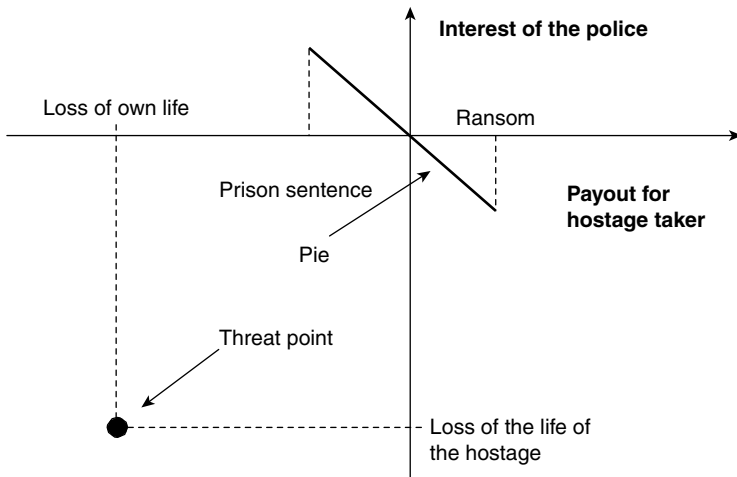 Interest of the police
Loss of own life
Ransom
Prison sentence
Payout for
hostage taker
Pie
Threat point
Loss of the life of
the hostage